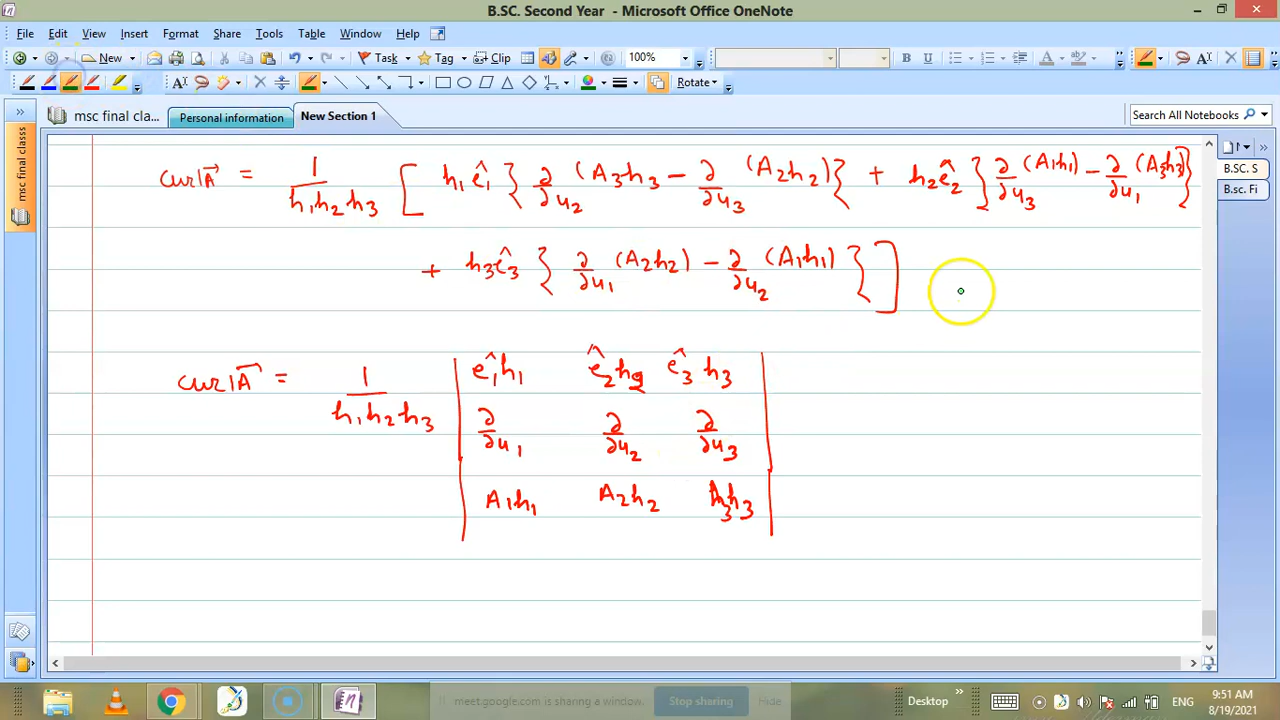 B.SC. Second Year - Microsoft Office OneNote
File Edit View Insert Format Share Tools Table Window Help
New 100% Task Tag Clip B U
Rotate
msc final cla... Personal information New Section 1 Search All Notebooks
msc final classs
B.SC. S
B.sc. Fi
curl A⃗ = 1/(h₁h₂h₃) [ h₁ê₁ { ∂/∂u₂ (A₃h₃ - ∂/∂u₃ (A₂h₂) } + h₂ê₂ { ∂/∂u₃ (A₁h₁) - ∂/∂u₁ (A₃h₃) }
+ h₃ê₃ { ∂/∂u₁ (A₂h₂) - ∂/∂u₂ (A₁h₁) } ]
curl A⃗ = 1/(h₁h₂h₃) | ê₁h₁ ê₂h₂ ê₃h₃ |
| ∂/∂u₁ ∂/∂u₂ ∂/∂u₃ |
| A₁h₁ A₂h₂ A₃h₃ |
meet.google.com is sharing a window. Stop sharing Hide
Desktop ENG 9:51 AM
8/19/2021